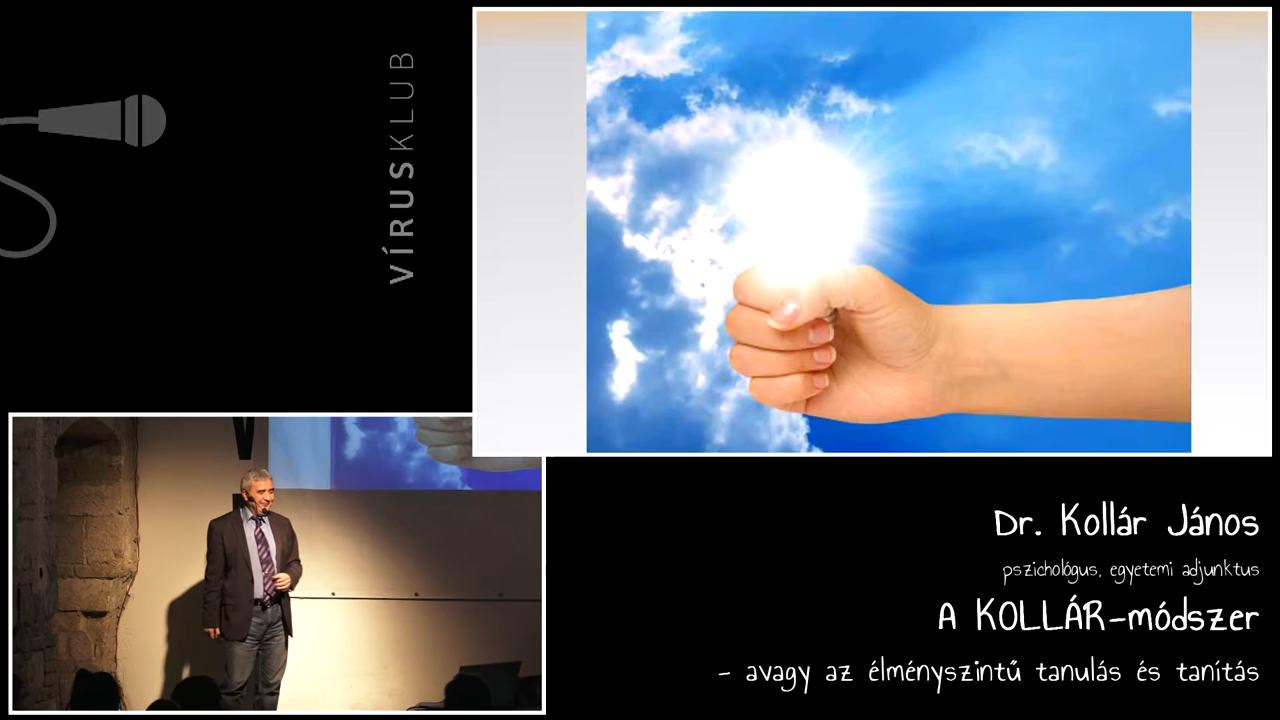 VÍRUSKLUB
Dr. Kollár János
pszichológus, egyetemi adjunktus
A KOLLÁR-módszer
- avagy az élményszintű tanulás és tanítás